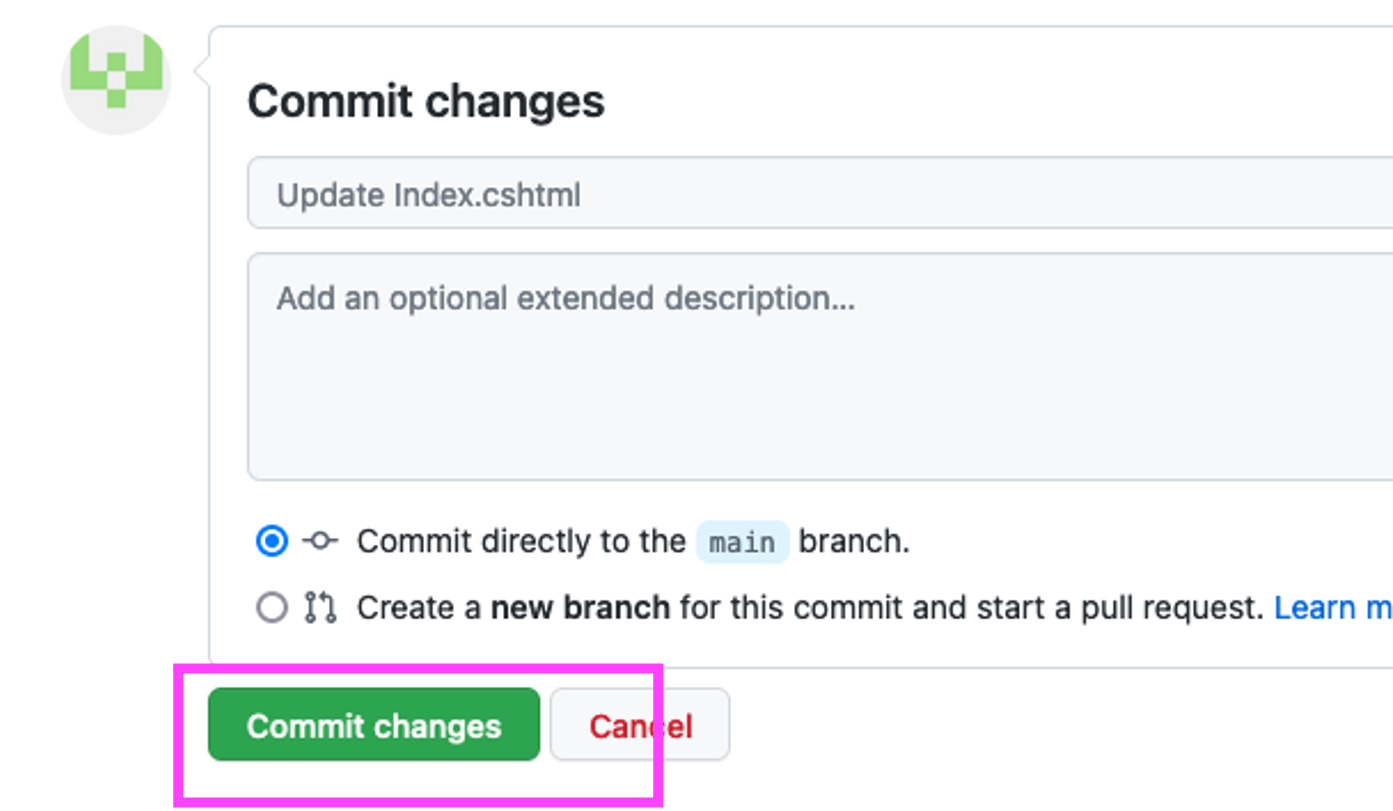 Commit changes
Update Index.cshtml
Add an optional extended description...
Commit directly to the main branch.
Create a new branch for this commit and start a pull request. Learn m
Commit changes
Cancel